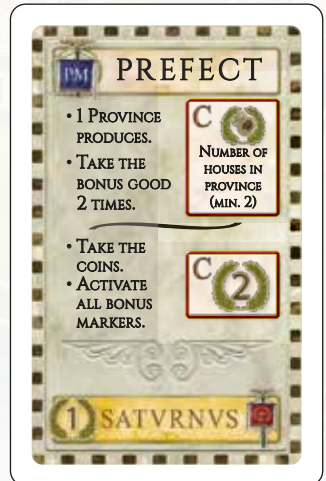 PM PREFECT
• 1 PROVINCE
PRODUCES.
• TAKE THE
BONUS GOOD
2 TIMES.
C
NUMBER OF
HOUSES IN
PROVINCE
(MIN. 2)
• TAKE THE
COINS.
• ACTIVATE
ALL BONUS
MARKERS.
C 2
1 SATVRNVS